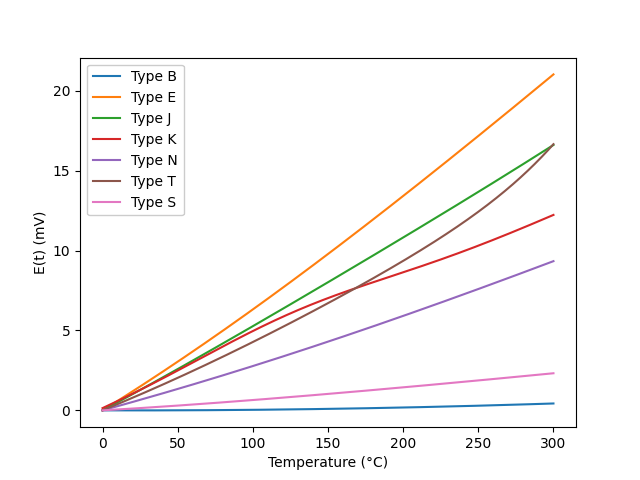 Type B
Type E
Type J
Type K
Type N
Type T
Type S
20
15
10
5
0
E(t) (mV)
0 50 100 150 200 250 300
Temperature (°C)